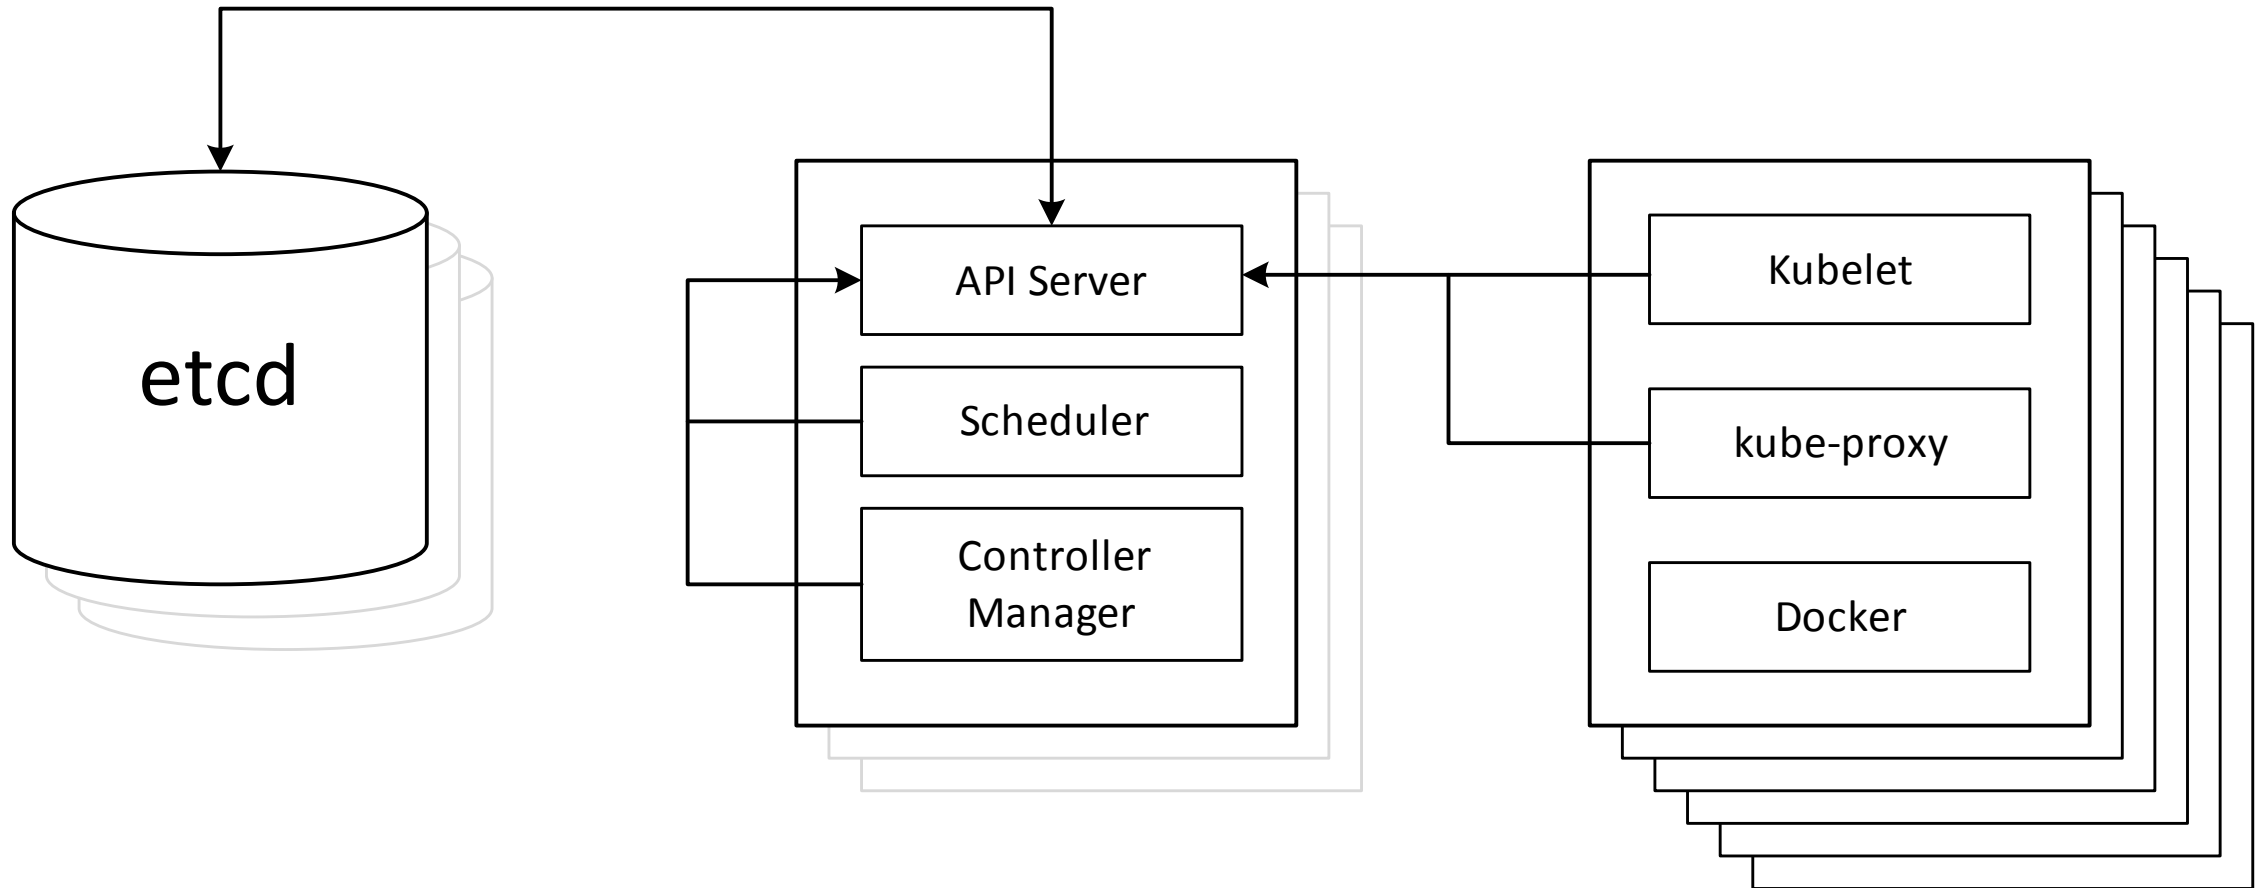 etcd
API Server
Scheduler
Controller
Manager
Kubelet
kube-proxy
Docker